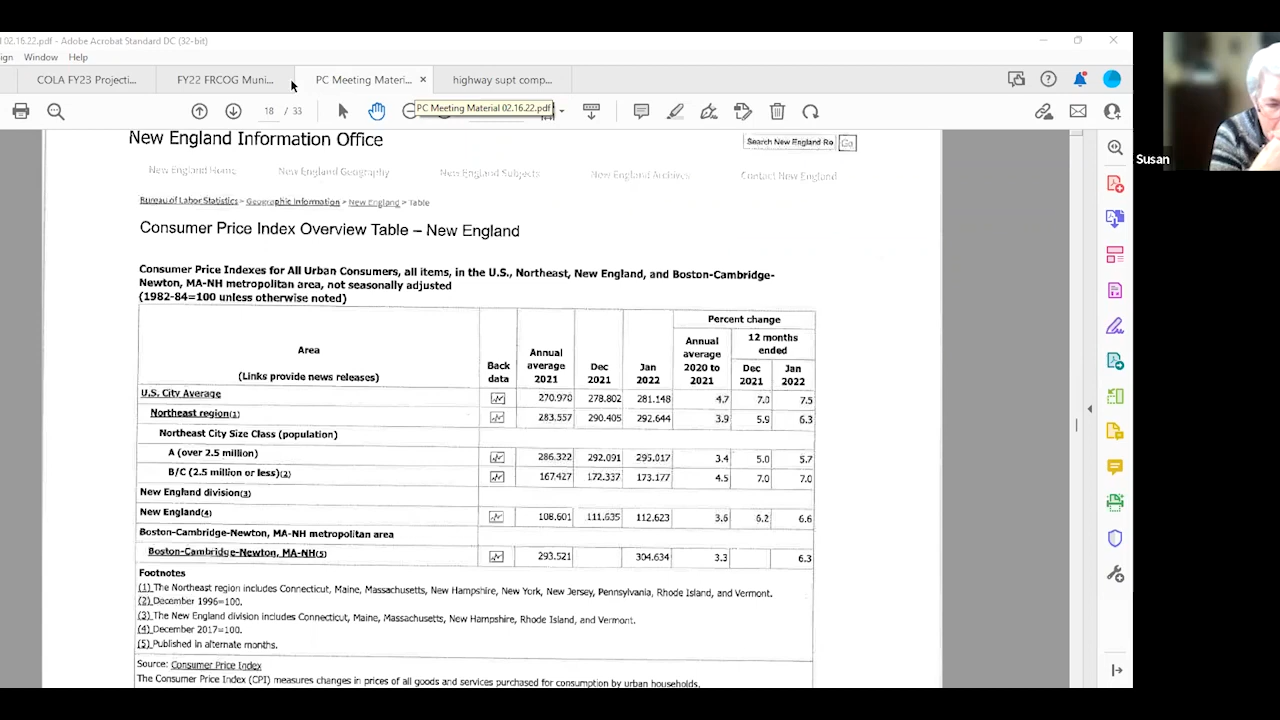 l 02.16.22.pdf - Adobe Acrobat Standard DC (32-bit)
ign Window Help
COLA FY23 Projecti... FY22 FRCOG Muni... PC Meeting Materi... × highway supt comp...
18 / 33 PC Meeting Material 02.16.22.pdf
New England Information Office
Search New England Re Go
New England Home New England Geography New England Subjects New England Archives Contact New England
Susan
Bureau of Labor Statistics > Geographic Information > New England > Table
Consumer Price Index Overview Table – New England
Consumer Price Indexes for All Urban Consumers, all items, in the U.S., Northeast, New England, and Boston-Cambridge-
Newton, MA-NH metropolitan area, not seasonally adjusted
(1982-84=100 unless otherwise noted)
Area
(Links provide news releases)
Back
data
Annual
average
2021
Dec
2021
Jan
2022
Percent change
Annual
average
2020 to
2021
12 months
ended
Dec
2021
Jan
2022
U.S. City Average 270.970 278.802 281.148 4.7 7.0 7.5
Northeast region(1) 283.557 290.405 292.644 3.9 5.9 6.3
Northeast City Size Class (population)
A (over 2.5 million) 286.322 292.091 295.017 3.4 5.0 5.7
B/C (2.5 million or less)(2) 167.427 172.337 173.177 4.5 7.0 7.0
New England division(3)
New England(4) 108.601 111.635 112.623 3.6 6.2 6.6
Boston-Cambridge-Newton, MA-NH metropolitan area
Boston-Cambridge-Newton, MA-NH(5) 293.521 304.634 3.3 6.3
Footnotes
(1) The Northeast region includes Connecticut, Maine, Massachusetts, New Hampshire, New York, New Jersey, Pennsylvania, Rhode Island, and Vermont.
(2) December 1996=100.
(3) The New England division includes Connecticut, Maine, Massachusetts, New Hampshire, Rhode Island, and Vermont.
(4) December 2017=100.
(5) Published in alternate months.
Source: Consumer Price Index
The Consumer Price Index (CPI) measures changes in prices of all goods and services purchased for consumption by urban households.